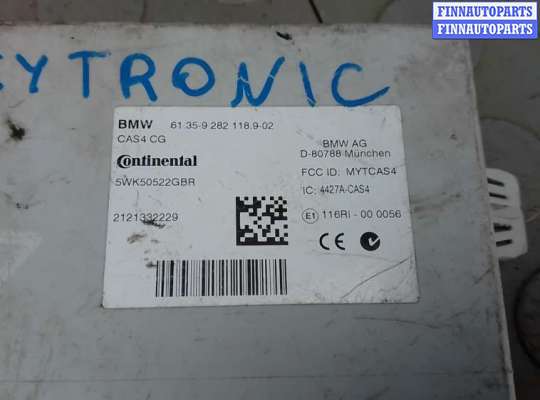 FINNAUTOPARTS
FINNAUTOPARTS
EYTRONIC
BMW 61.35-9 282 118.9-02
CAS4 CG
Continental
5WK50522GBR
2121332229
BMW AG
D-80788 München
FCC ID: MYTCAS4
IC: 4427A-CAS4
E1 116RI - 00 0056
CE
N